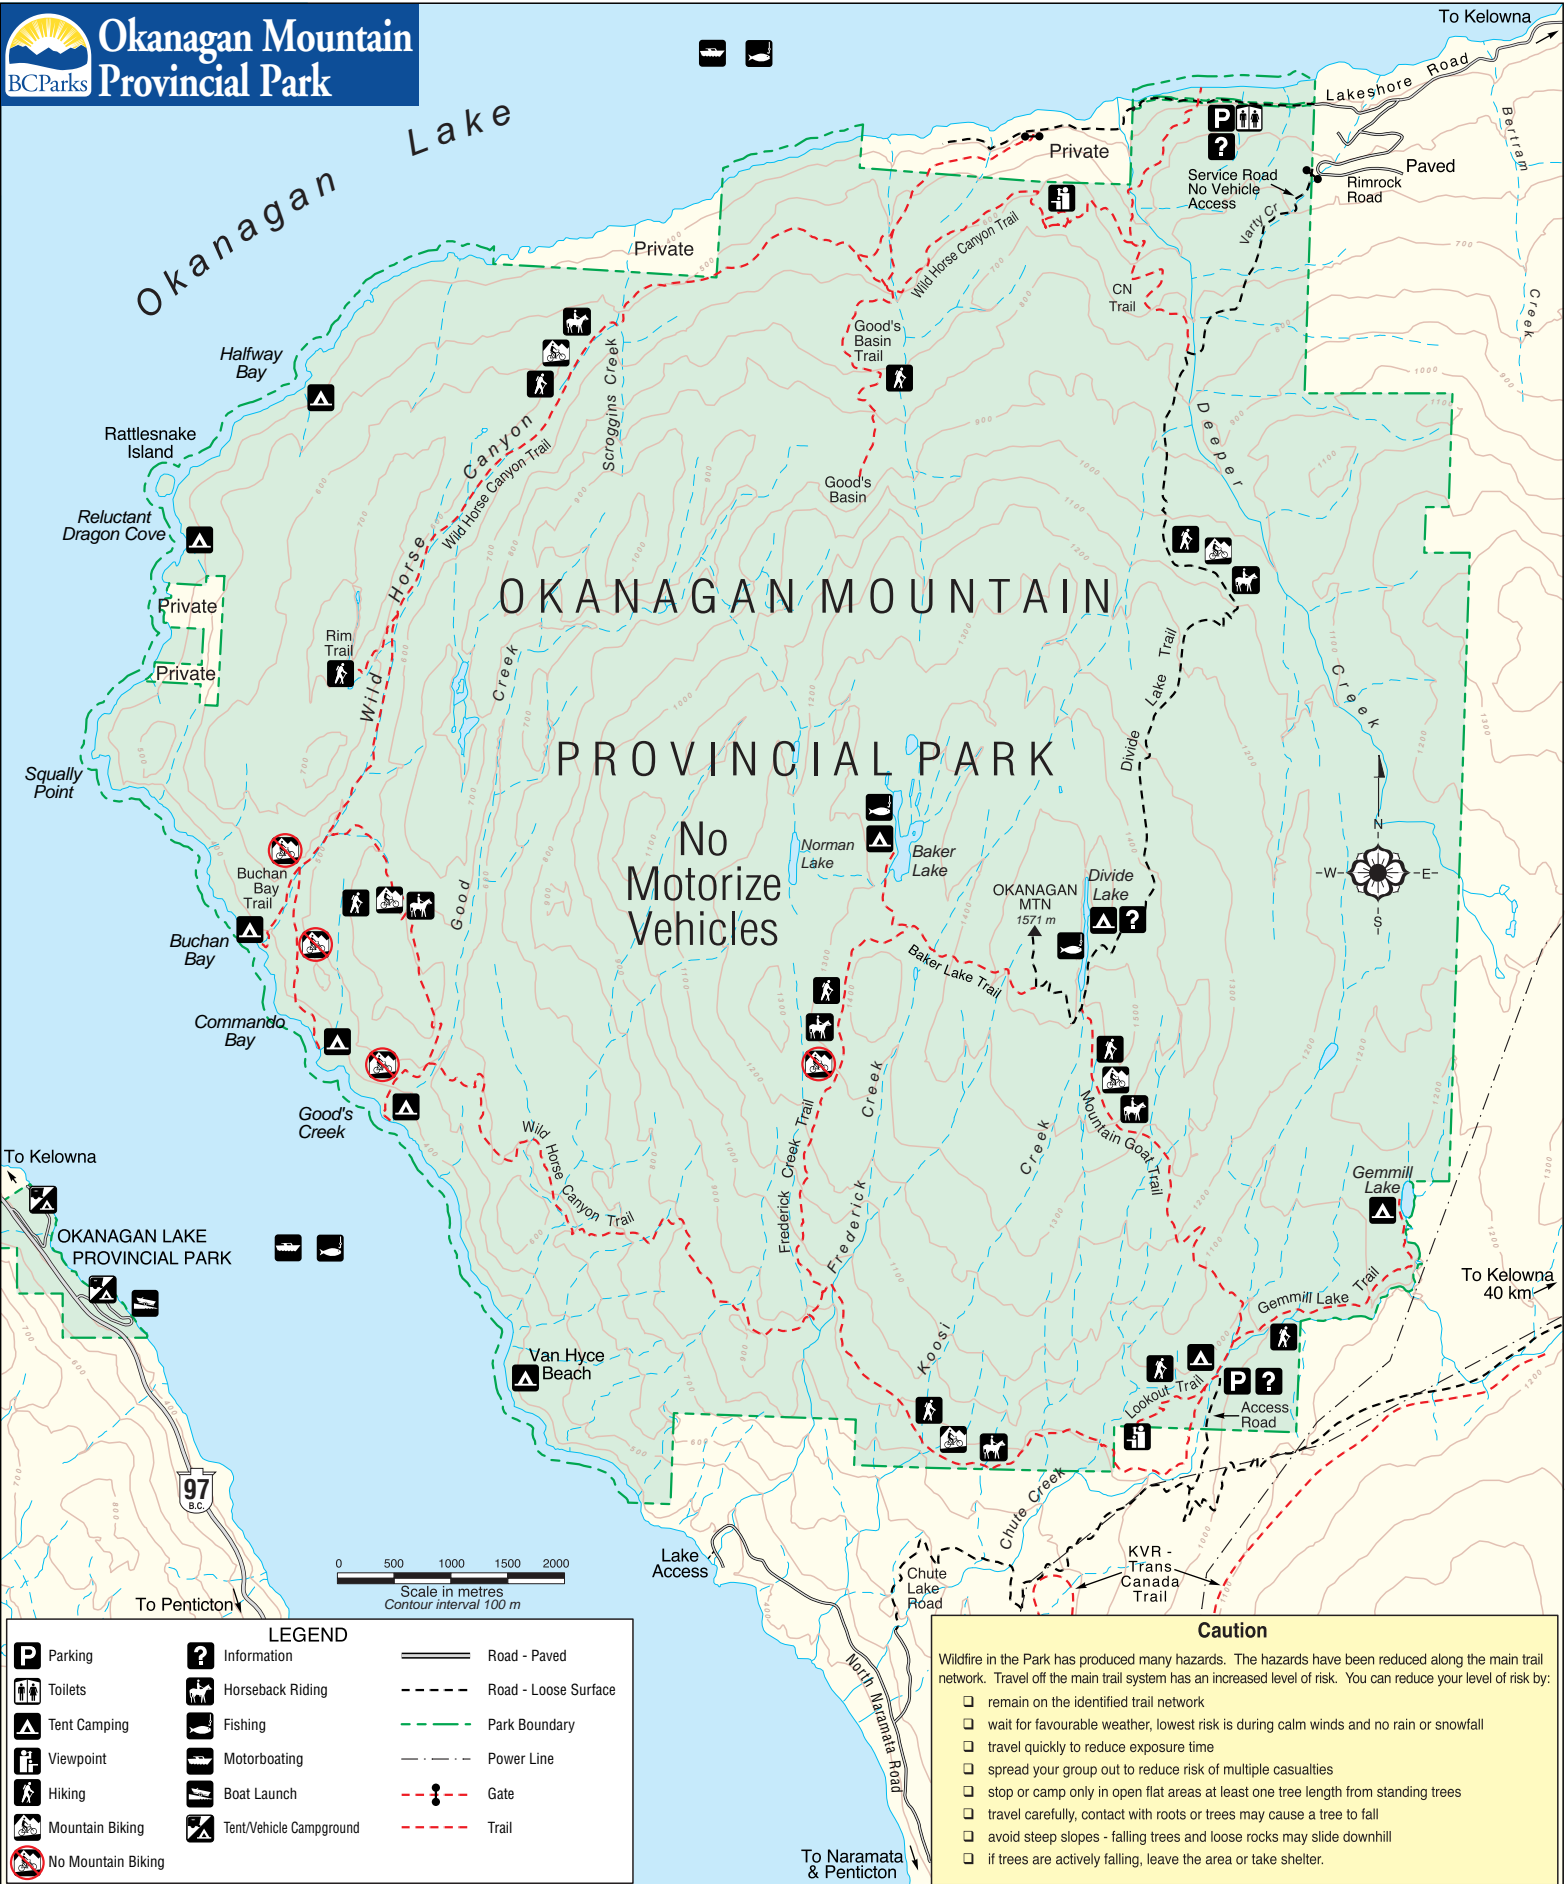 BCParks
Okanagan Mountain
Provincial Park
To Kelowna
Okanagan Lake
Lakeshore Road
Bertram
Creek
Private
Service Road
No Vehicle
Access
Paved
Rimrock
Road
Varty Cr
Private
Wild Horse Canyon Trail
CN
Trail
Good's
Basin
Trail
Good's
Basin
Halfway
Bay
Scroggins Creek
Rattlesnake
Island
Reluctant
Dragon Cove
Wild Horse Canyon
Wild Horse Canyon Trail
Deeper
Creek
Private
Private
Rim
Trail
OKANAGAN MOUNTAIN
PROVINCIAL PARK
Good
Creek
Divide Lake Trail
Squally
Point
No
Motorize
Vehicles
Norman
Lake
Baker
Lake
N
W
E
S
Buchan
Bay
Trail
OKANAGAN
MTN
1571 m
Divide
Lake
Buchan
Bay
Baker Lake Trail
Commando
Bay
Good's
Creek
Frederick Creek Trail
Frederick Creek
Koosi Creek
Mountain Goat Trail
Wild Horse Canyon Trail
To Kelowna
OKANAGAN LAKE
PROVINCIAL PARK
Gemmill
Lake
Gemmill Lake Trail
To Kelowna
40 km
Van Hyce
Beach
Lookout Trail
Access
Road
97
B.C.
Chute Creek
Lake
Access
Chute
Lake
Road
KVR -
Trans
Canada
Trail
0 500 1000 1500 2000
Scale in metres
Contour interval 100 m
To Penticton
North Naramata Road
To Naramata
& Penticton
LEGEND
Parking
Toilets
Tent Camping
Viewpoint
Hiking
Mountain Biking
No Mountain Biking
Information
Horseback Riding
Fishing
Motorboating
Boat Launch
Tent/Vehicle Campground
Road - Paved
Road - Loose Surface
Park Boundary
Power Line
Gate
Trail
Caution
Wildfire in the Park has produced many hazards. The hazards have been reduced along the main trail
network. Travel off the main trail system has an increased level of risk. You can reduce your level of risk by:
❑ remain on the identified trail network
❑ wait for favourable weather, lowest risk is during calm winds and no rain or snowfall
❑ travel quickly to reduce exposure time
❑ spread your group out to reduce risk of multiple casualties
❑ stop or camp only in open flat areas at least one tree length from standing trees
❑ travel carefully, contact with roots or trees may cause a tree to fall
❑ avoid steep slopes - falling trees and loose rocks may slide downhill
❑ if trees are actively falling, leave the area or take shelter.